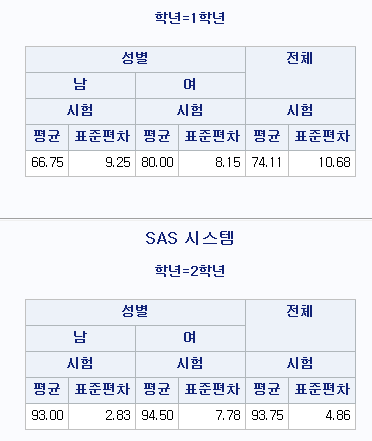 학년=1학년
성별 전체
남 여
시험 시험 시험
평균 표준편차 평균 표준편차 평균 표준편차
66.75 9.25 80.00 8.15 74.11 10.68
SAS 시스템
학년=2학년
성별 전체
남 여
시험 시험 시험
평균 표준편차 평균 표준편차 평균 표준편차
93.00 2.83 94.50 7.78 93.75 4.86